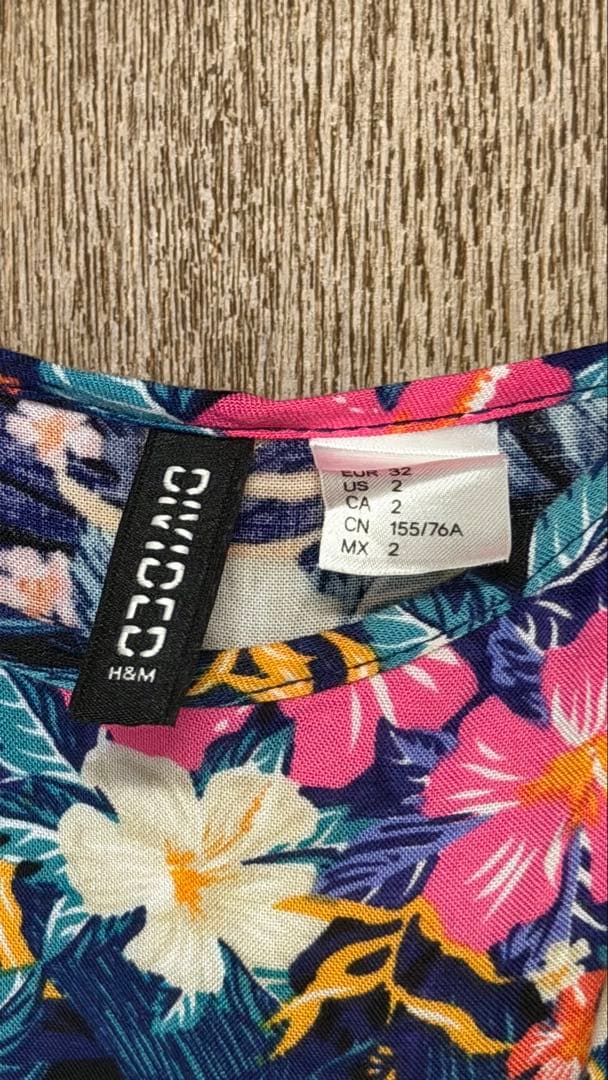 DIVIDED
H&M
EUR 32
US 2
CA 2
CN 155/76A
MX 2